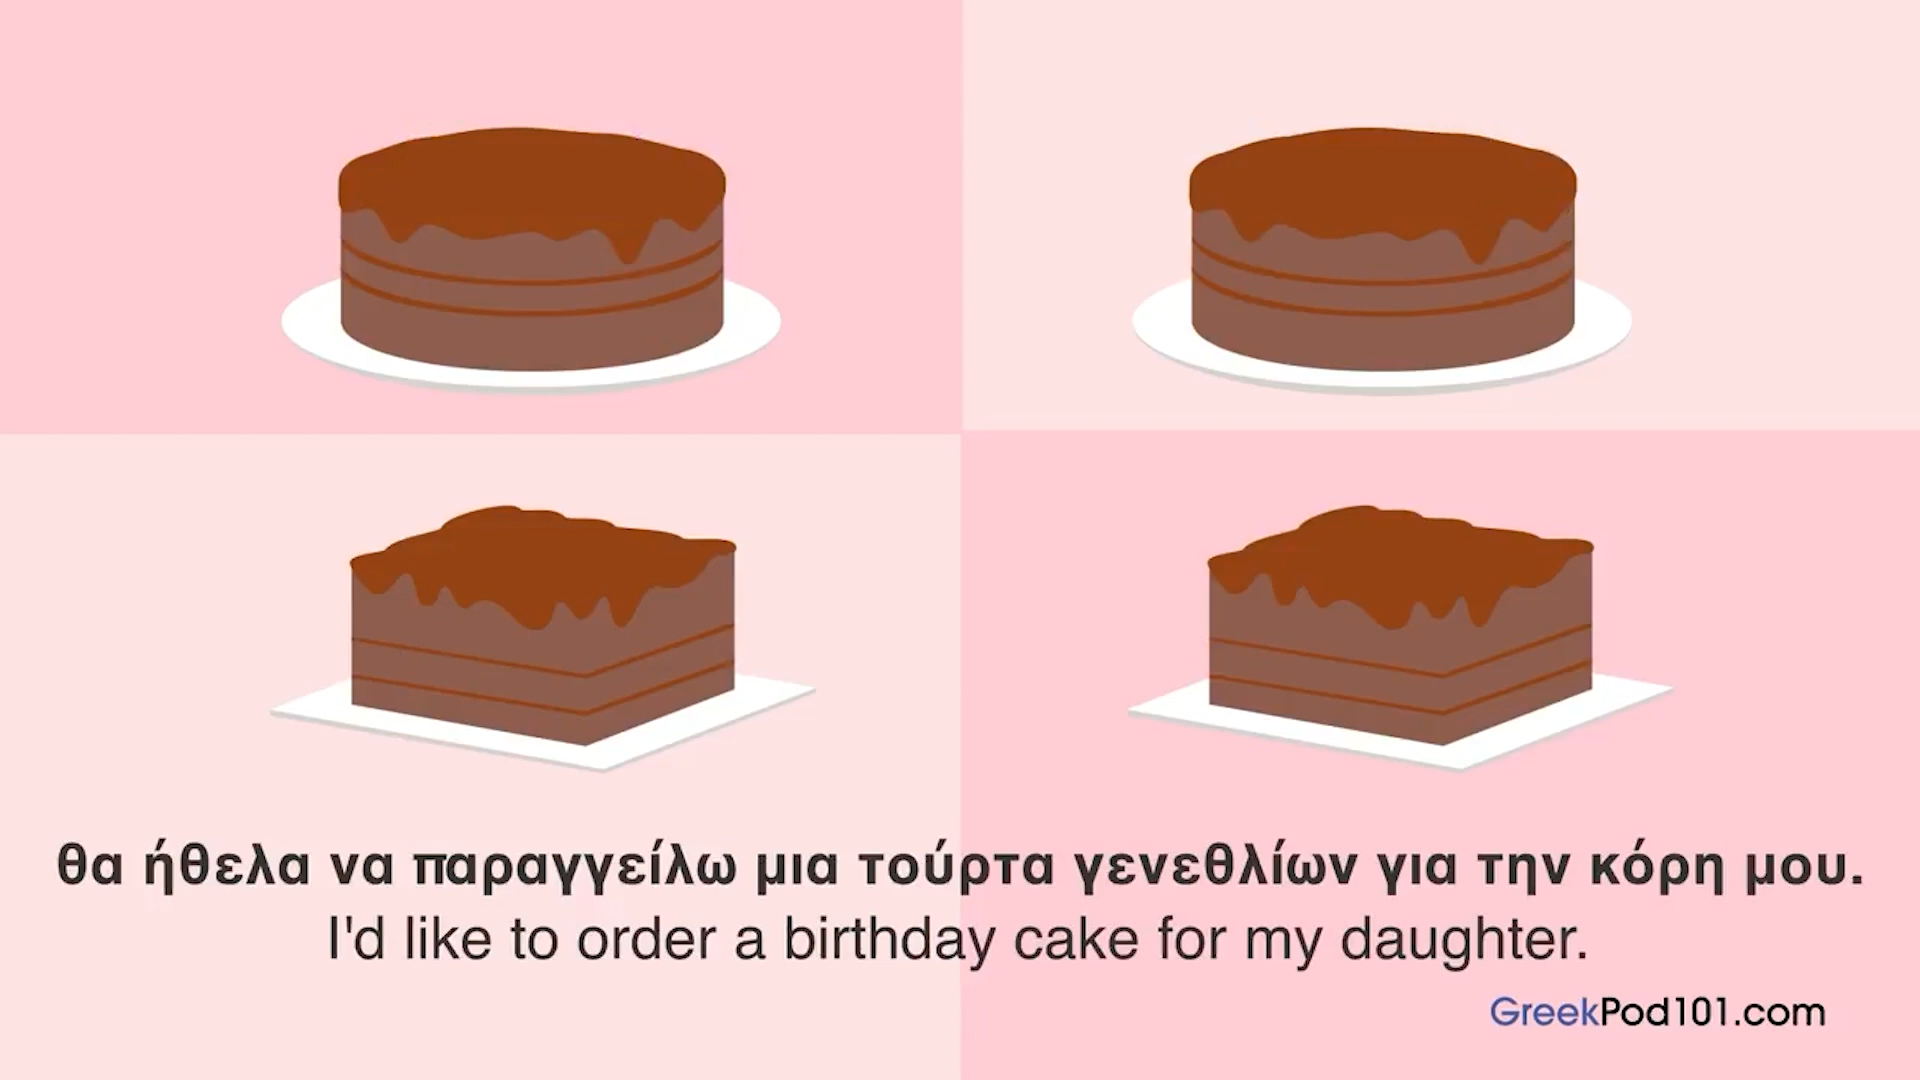 θα ήθελα να παραγγείλω μια τούρτα γενεθλίων για την κόρη μου.
I'd like to order a birthday cake for my daughter.
GreekPod101.com